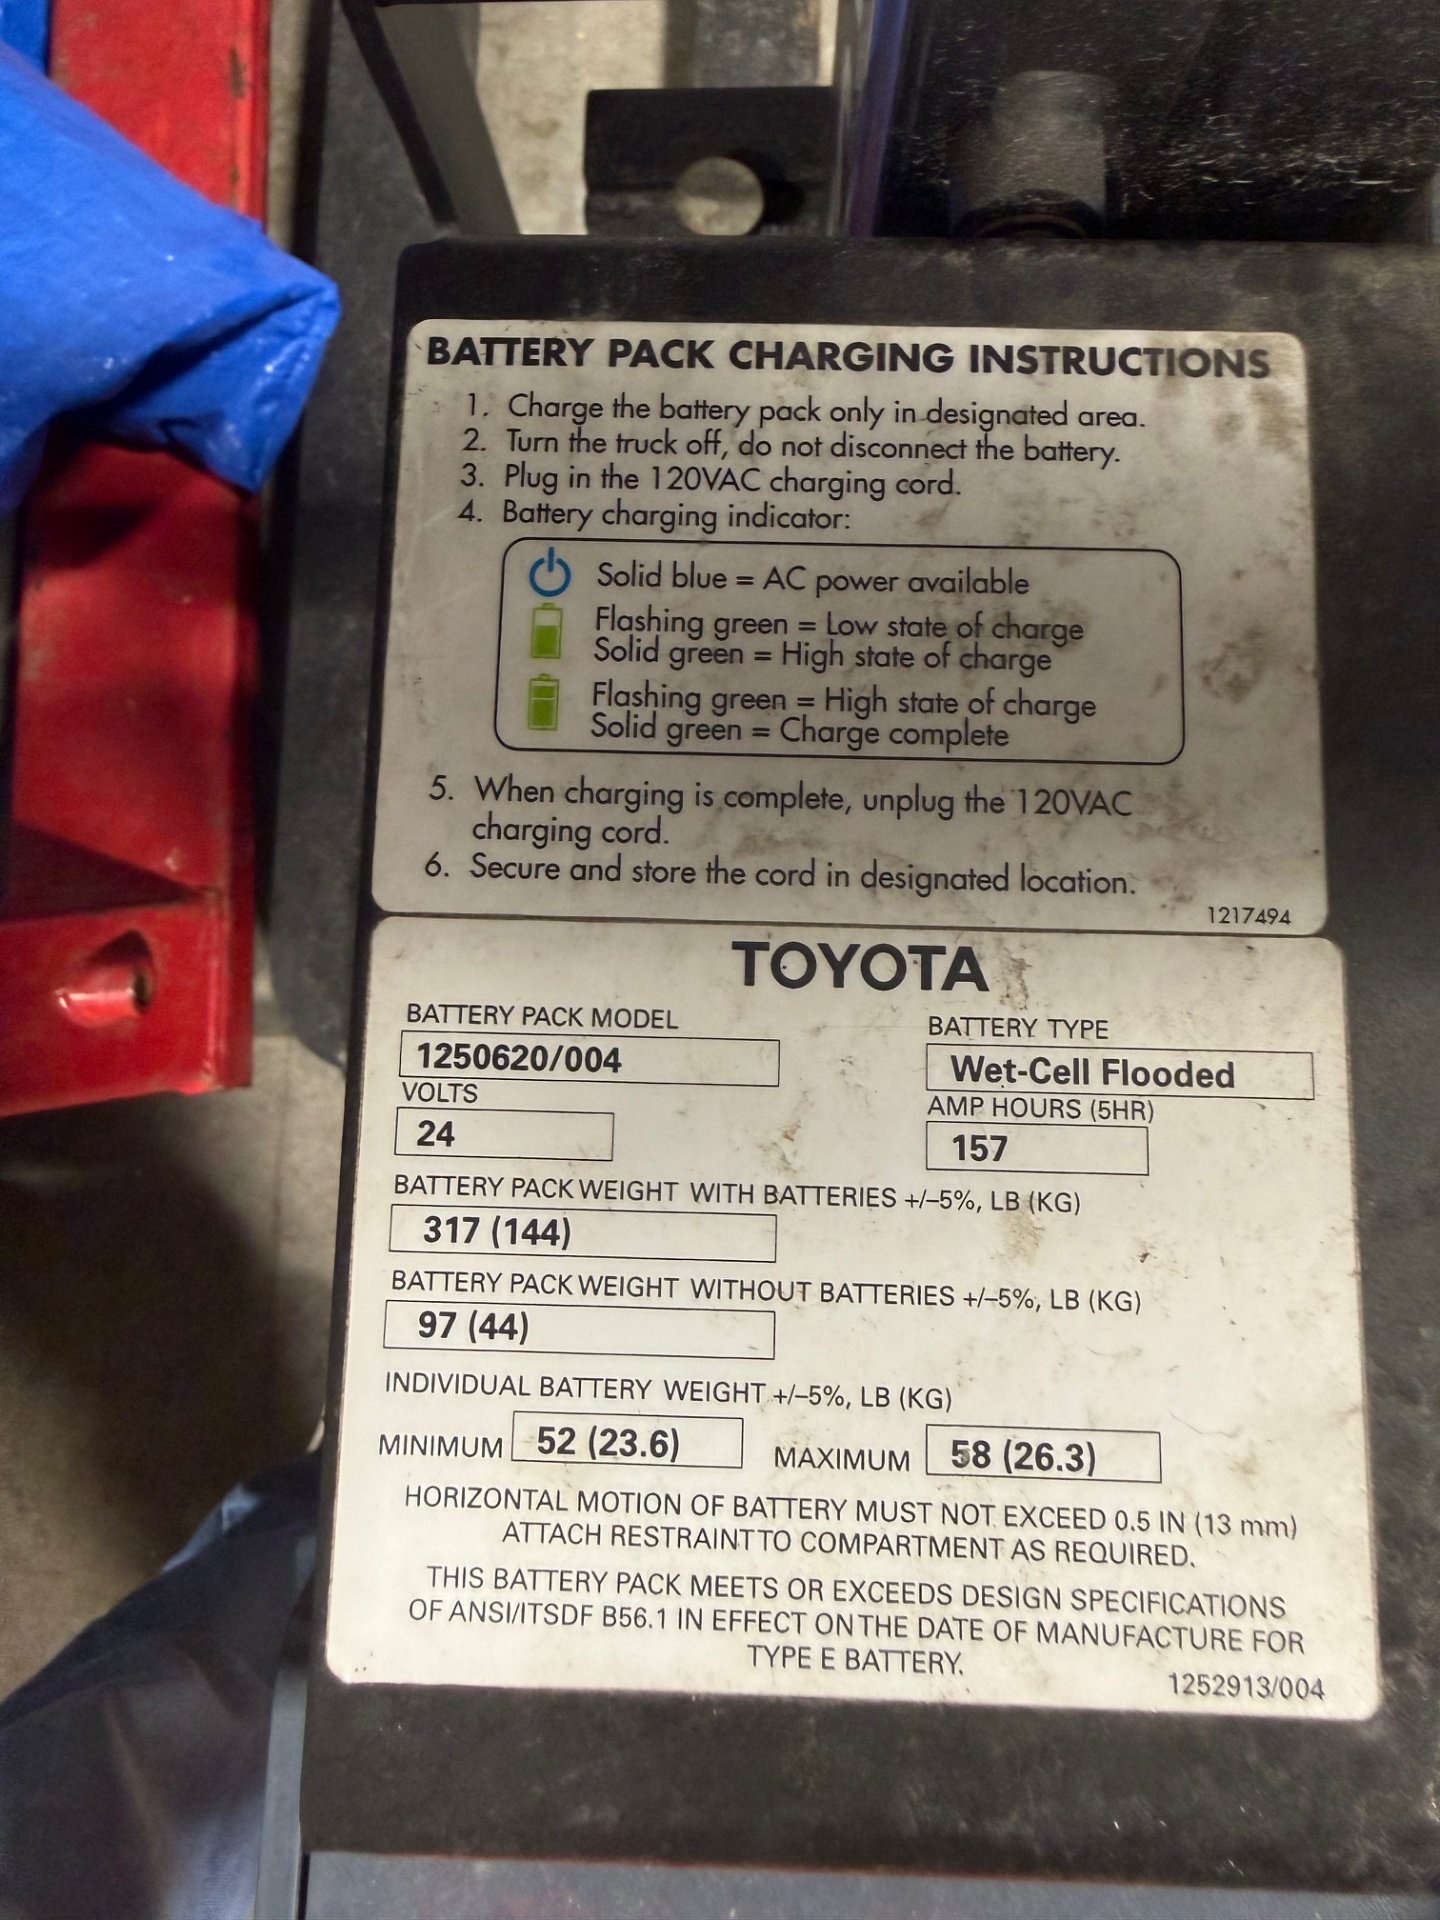 BATTERY PACK CHARGING INSTRUCTIONS
1. Charge the battery pack only in designated area.
2. Turn the truck off, do not disconnect the battery.
3. Plug in the 120VAC charging cord.
4. Battery charging indicator:
Solid blue = AC power available
Flashing green = Low state of charge
Solid green = High state of charge
Flashing green = High state of charge
Solid green = Charge complete
5. When charging is complete, unplug the 120VAC
charging cord.
6. Secure and store the cord in designated location.
1217494
TOYOTA
BATTERY PACK MODEL
1250620/004
BATTERY TYPE
Wet-Cell Flooded
VOLTS
24
AMP HOURS (5HR)
157
BATTERY PACK WEIGHT WITH BATTERIES +/–5%, LB (KG)
317 (144)
BATTERY PACK WEIGHT WITHOUT BATTERIES +/–5%, LB (KG)
97 (44)
INDIVIDUAL BATTERY WEIGHT +/–5%, LB (KG)
MINIMUM 52 (23.6) MAXIMUM 58 (26.3)
HORIZONTAL MOTION OF BATTERY MUST NOT EXCEED 0.5 IN (13 mm)
ATTACH RESTRAINT TO COMPARTMENT AS REQUIRED.
THIS BATTERY PACK MEETS OR EXCEEDS DESIGN SPECIFICATIONS
OF ANSI/ITSDF B56.1 IN EFFECT ON THE DATE OF MANUFACTURE FOR
TYPE E BATTERY.
1252913/004